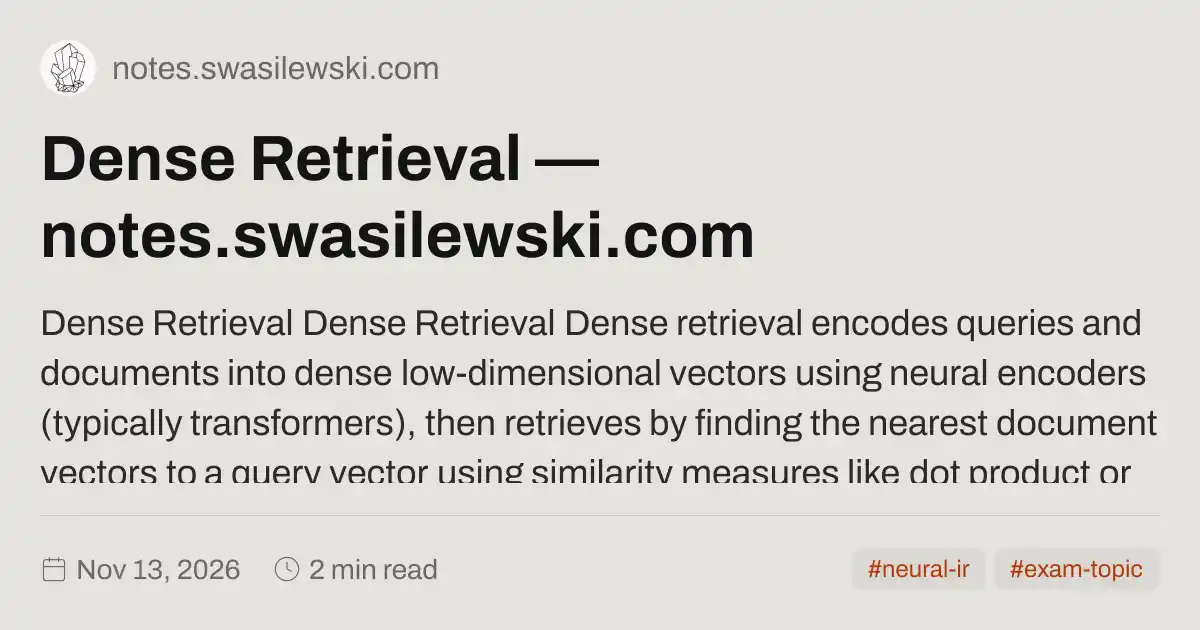 notes.swasilewski.com
Dense Retrieval —
notes.swasilewski.com
Dense Retrieval Dense Retrieval Dense retrieval encodes queries and
documents into dense low-dimensional vectors using neural encoders
(typically transformers), then retrieves by finding the nearest document
vectors to a query vector using similarity measures like dot product or
Nov 13, 2026 2 min read #neural-ir #exam-topic